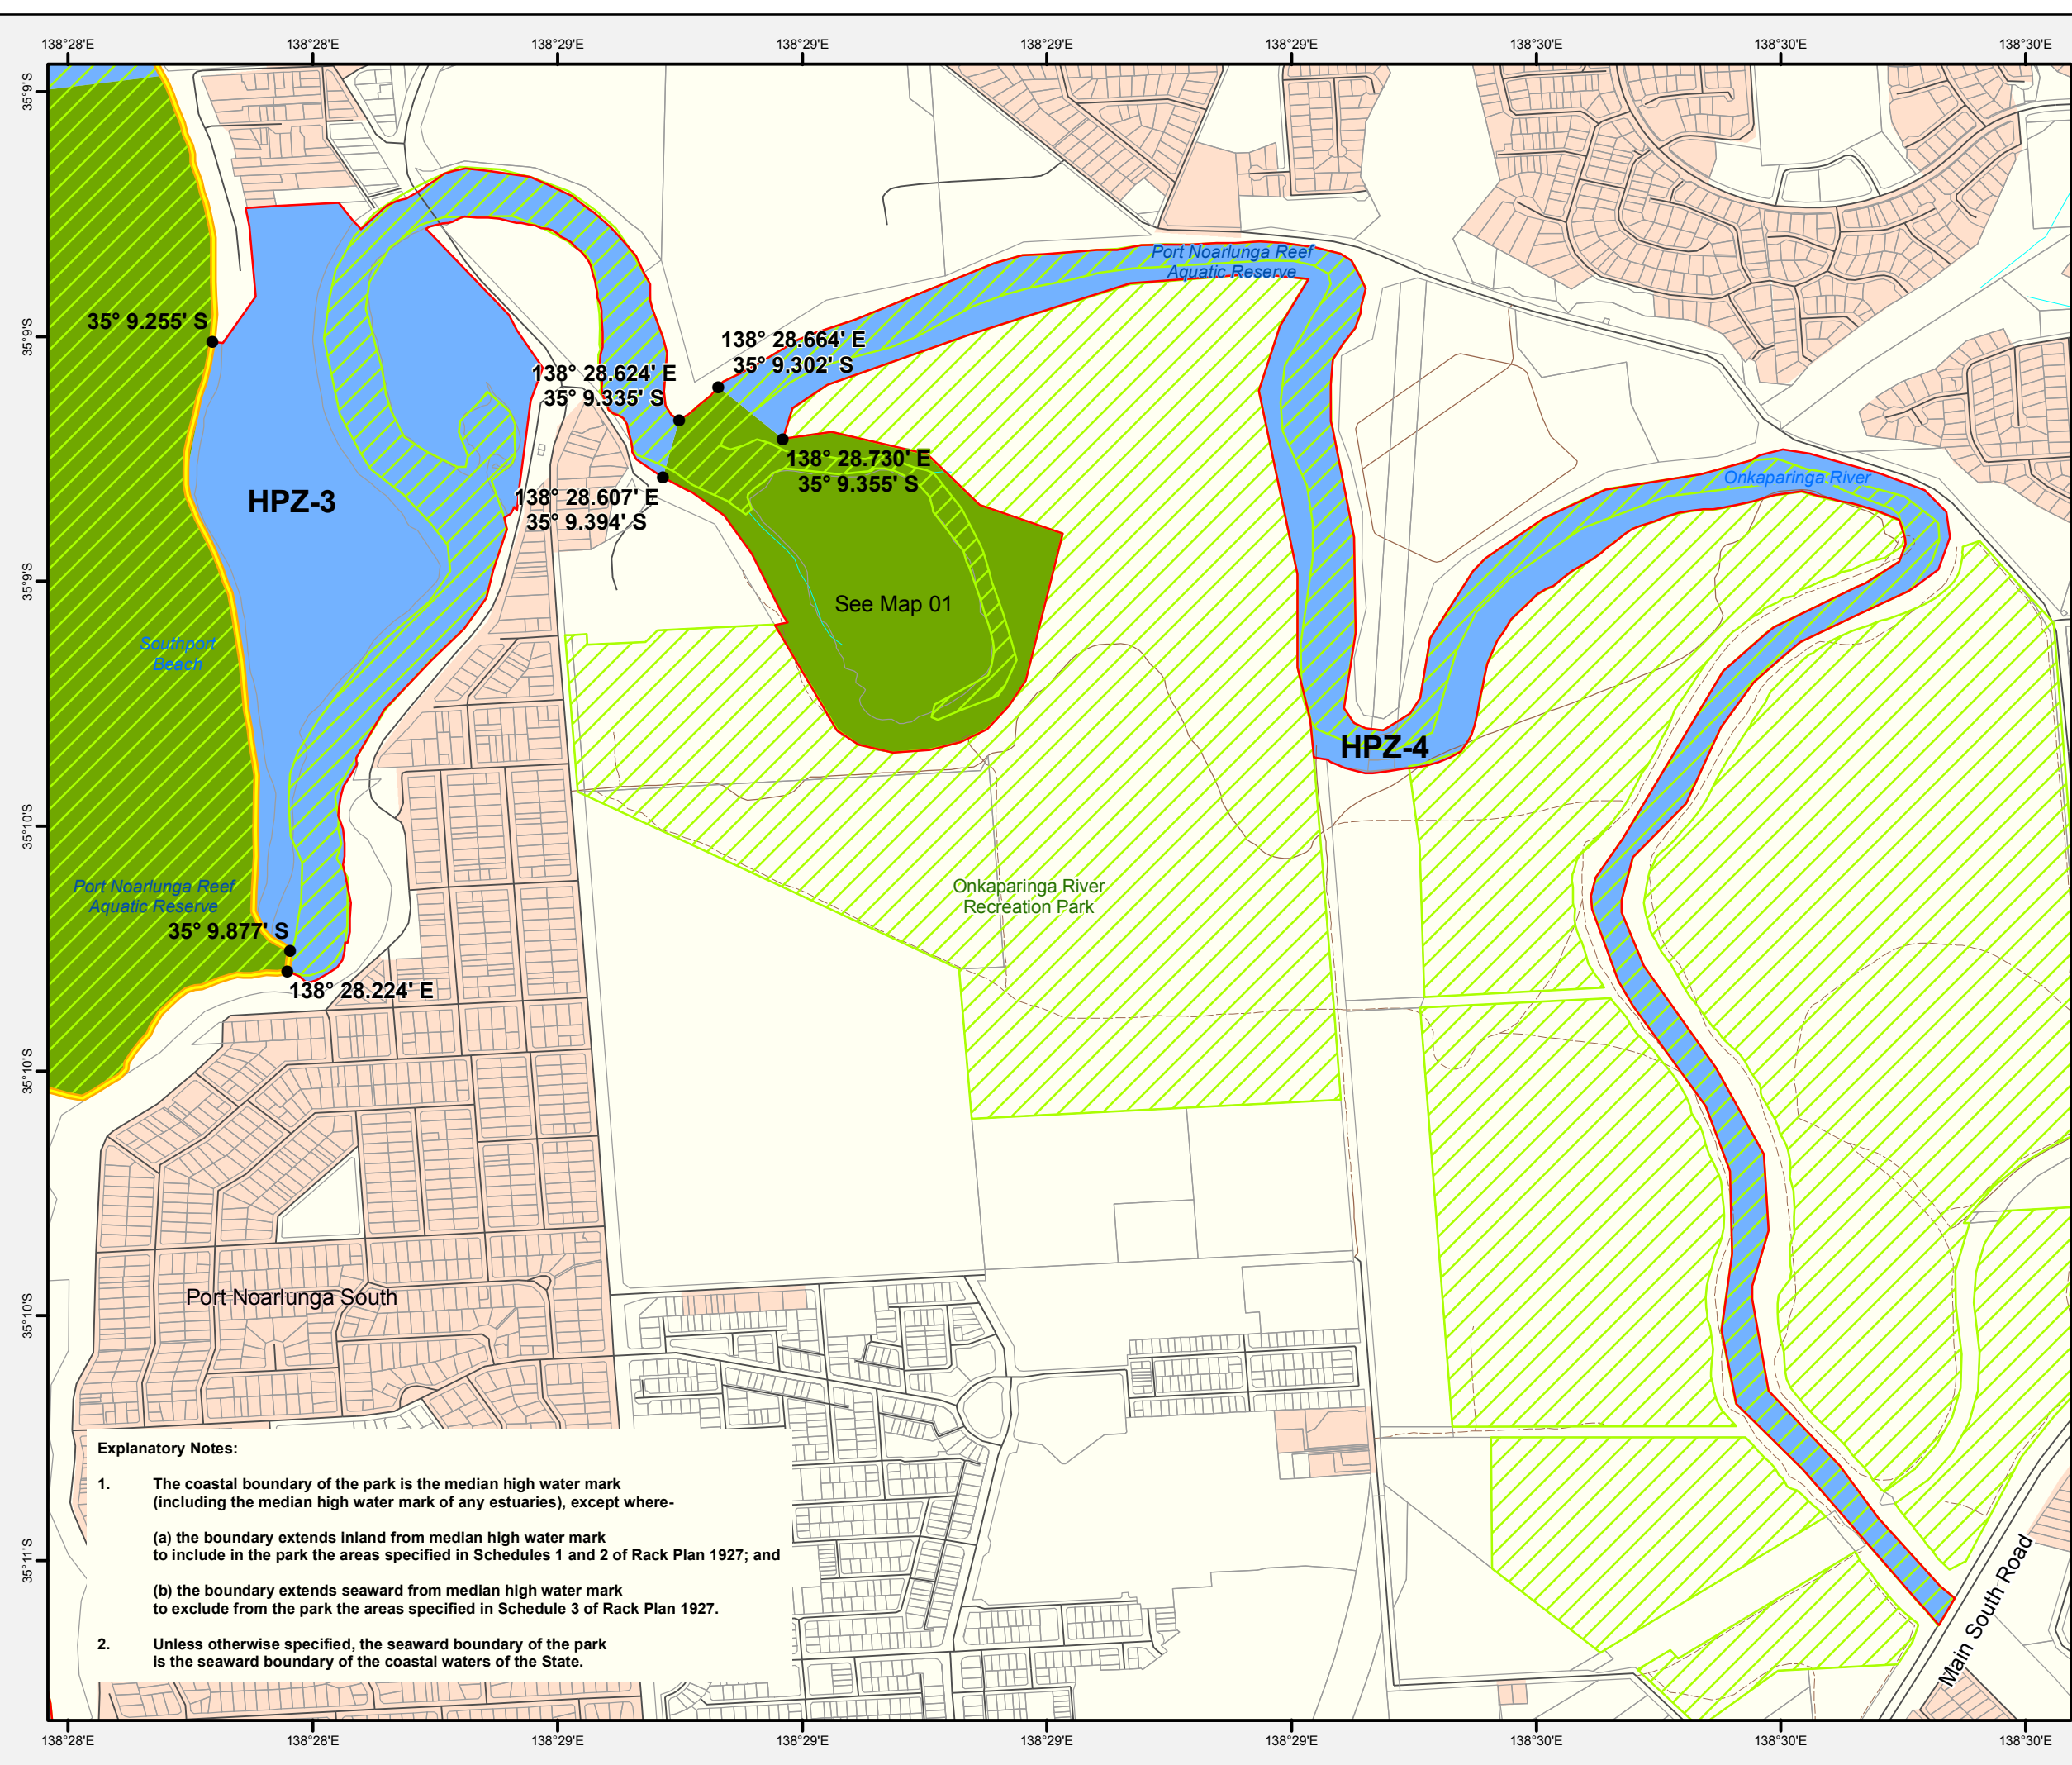 138°28'E 138°28'E 138°29'E 138°29'E 138°29'E 138°29'E 138°30'E 138°30'E 138°30'E
35°9'S
35°9'S
35°9'S
35°10'S
35°10'S
35°10'S
35°11'S
Port Noarlunga Reef
Aquatic Reserve
35° 9.255' S
138° 28.664' E
35° 9.302' S
138° 28.624' E
35° 9.335' S
138° 28.730' E
35° 9.355' S
138° 28.607' E
35° 9.394' S
Onkaparinga River
HPZ-3
See Map 01
Southport
Beach
HPZ-4
Port Noarlunga Reef
Aquatic Reserve
Onkaparinga River
Recreation Park
35° 9.877' S
138° 28.224' E
Port Noarlunga South
Main South Road
Explanatory Notes:
1. The coastal boundary of the park is the median high water mark
(including the median high water mark of any estuaries), except where-
(a) the boundary extends inland from median high water mark
to include in the park the areas specified in Schedules 1 and 2 of Rack Plan 1927; and
(b) the boundary extends seaward from median high water mark
to exclude from the park the areas specified in Schedule 3 of Rack Plan 1927.
2. Unless otherwise specified, the seaward boundary of the park
is the seaward boundary of the coastal waters of the State.
138°28'E 138°28'E 138°29'E 138°29'E 138°29'E 138°29'E 138°30'E 138°30'E 138°30'E